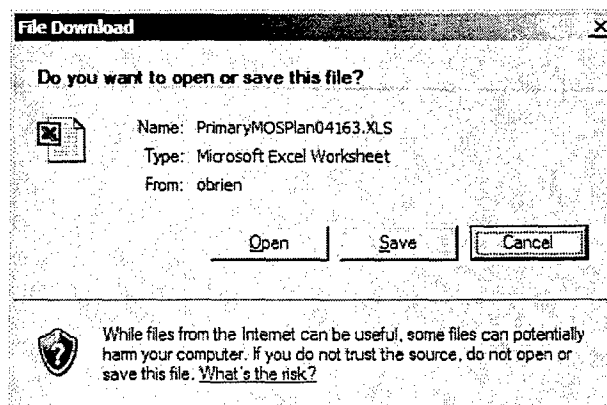 File Download
Do you want to open or save this file?
Name: PrimaryMOSPlan04163.XLS
Type: Microsoft Excel Worksheet
From: obrien
Open Save Cancel
While files from the Internet can be useful, some files can potentially
harm your computer. If you do not trust the source, do not open or
save this file. What's the risk?